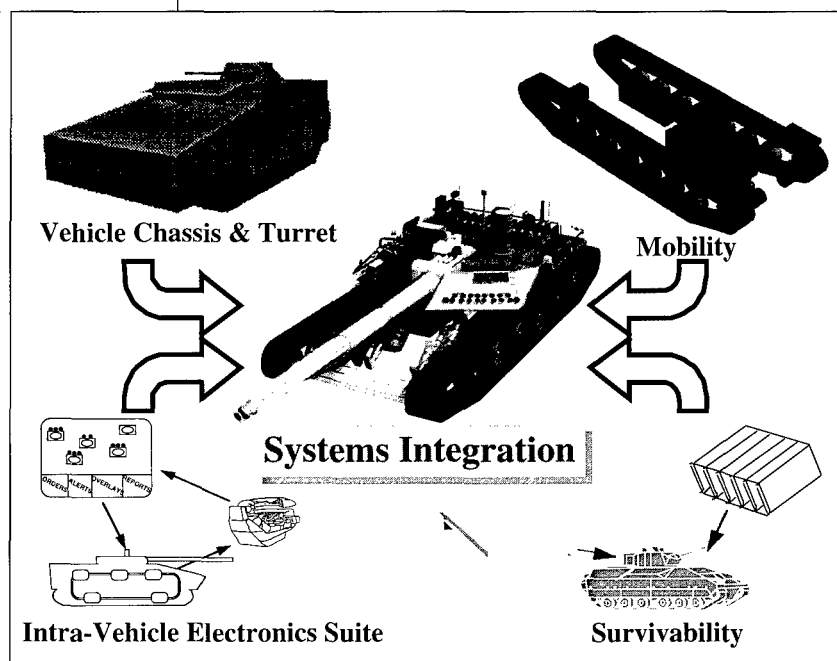 Vehicle Chassis & Turret
Mobility
Systems Integration
ORDERS
ALERTS
OVERLAYS
REPORTS
Intra-Vehicle Electronics Suite
Survivability